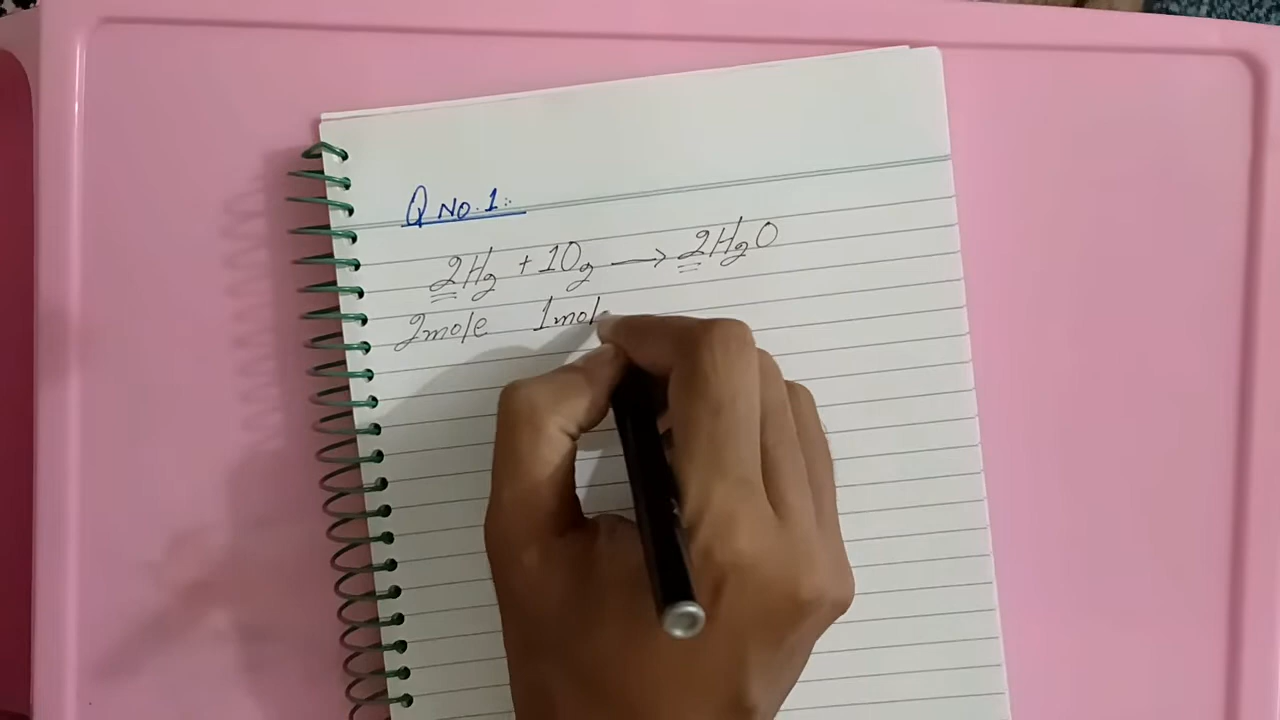 Q No. 1:
2H₂ + 1O₂ → 2H₂O
2mole 1mol